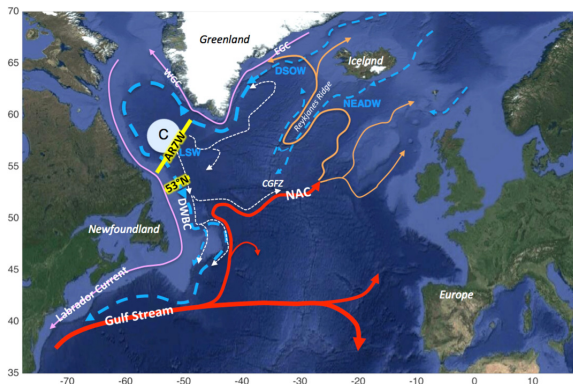 70
65
60
55
50
45
40
35
-70
-60
-50
-40
-30
-20
-10
0
10
Greenland
Iceland
EGC
WGC
DSOW
NEADW
Reykjanes Ridge
C
AR7W
LSW
53°N
CGFZ
NAC
DWBC
Newfoundland
Labrador Current
Gulf Stream
Europe